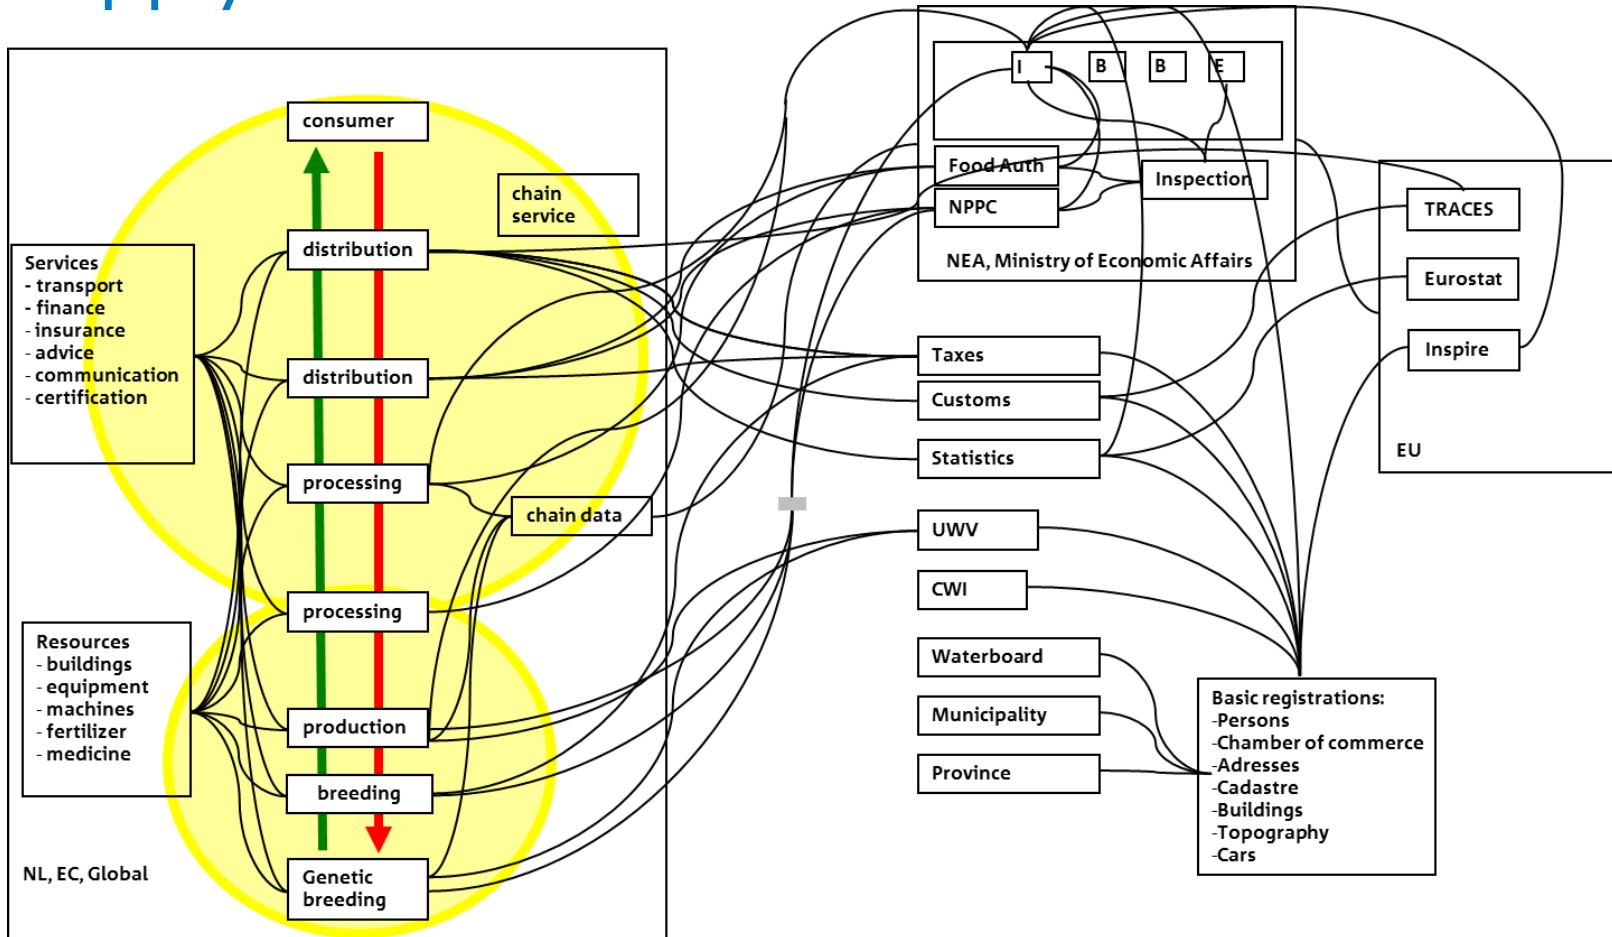 consumer
chain
service
distribution
Services
- transport
- finance
- insurance
- advice
- communication
- certification
distribution
processing
chain data
processing
Resources
- buildings
- equipment
- machines
- fertilizer
- medicine
production
breeding
Genetic
breeding
NL, EC, Global
I
B
B
E
Food Auth
Inspection
NPPC
NEA, Ministry of Economic Affairs
TRACES
Eurostat
Inspire
EU
Taxes
Customs
Statistics
UWV
CWI
Waterboard
Municipality
Province
Basic registrations:
-Persons
-Chamber of commerce
-Adresses
-Cadastre
-Buildings
-Topography
-Cars